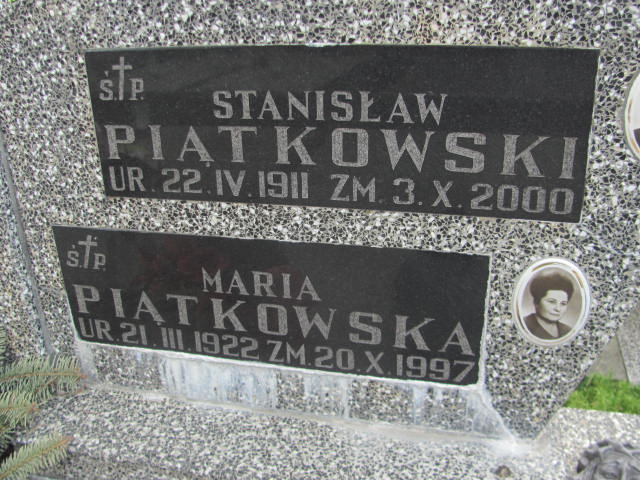 Ś.P.
STANISŁAW
PIĄTKOWSKI
UR. 22.IV.1911 ZM. 3.X.2000
Ś.P.
MARIA
PIĄTKOWSKA
UR. 21.III.1922 ZM. 20.X.1997